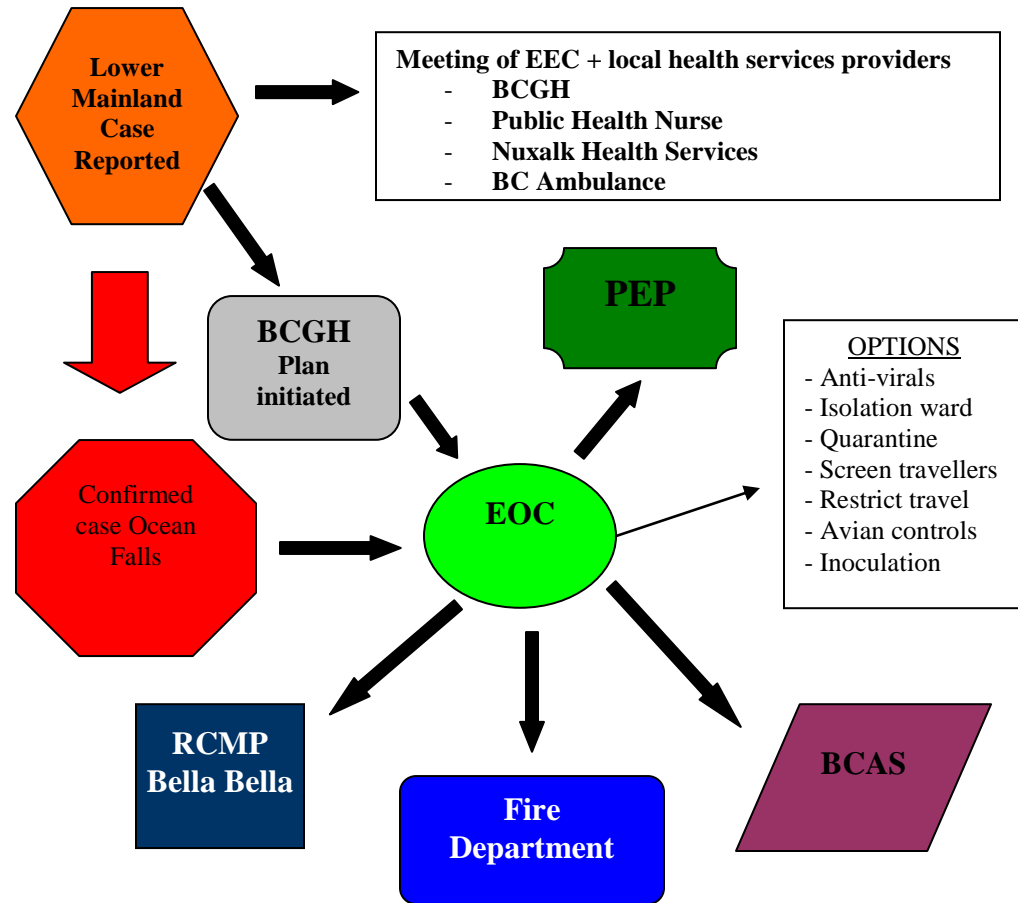 Lower
Mainland
Case
Reported
Meeting of EEC + local health services providers
- BCGH
- Public Health Nurse
- Nuxalk Health Services
- BC Ambulance
PEP
BCGH
Plan
initiated
OPTIONS
- Anti-virals
- Isolation ward
- Quarantine
- Screen travellers
- Restrict travel
- Avian controls
- Inoculation
Confirmed
case Ocean
Falls
EOC
RCMP
Bella Bella
Fire
Department
BCAS